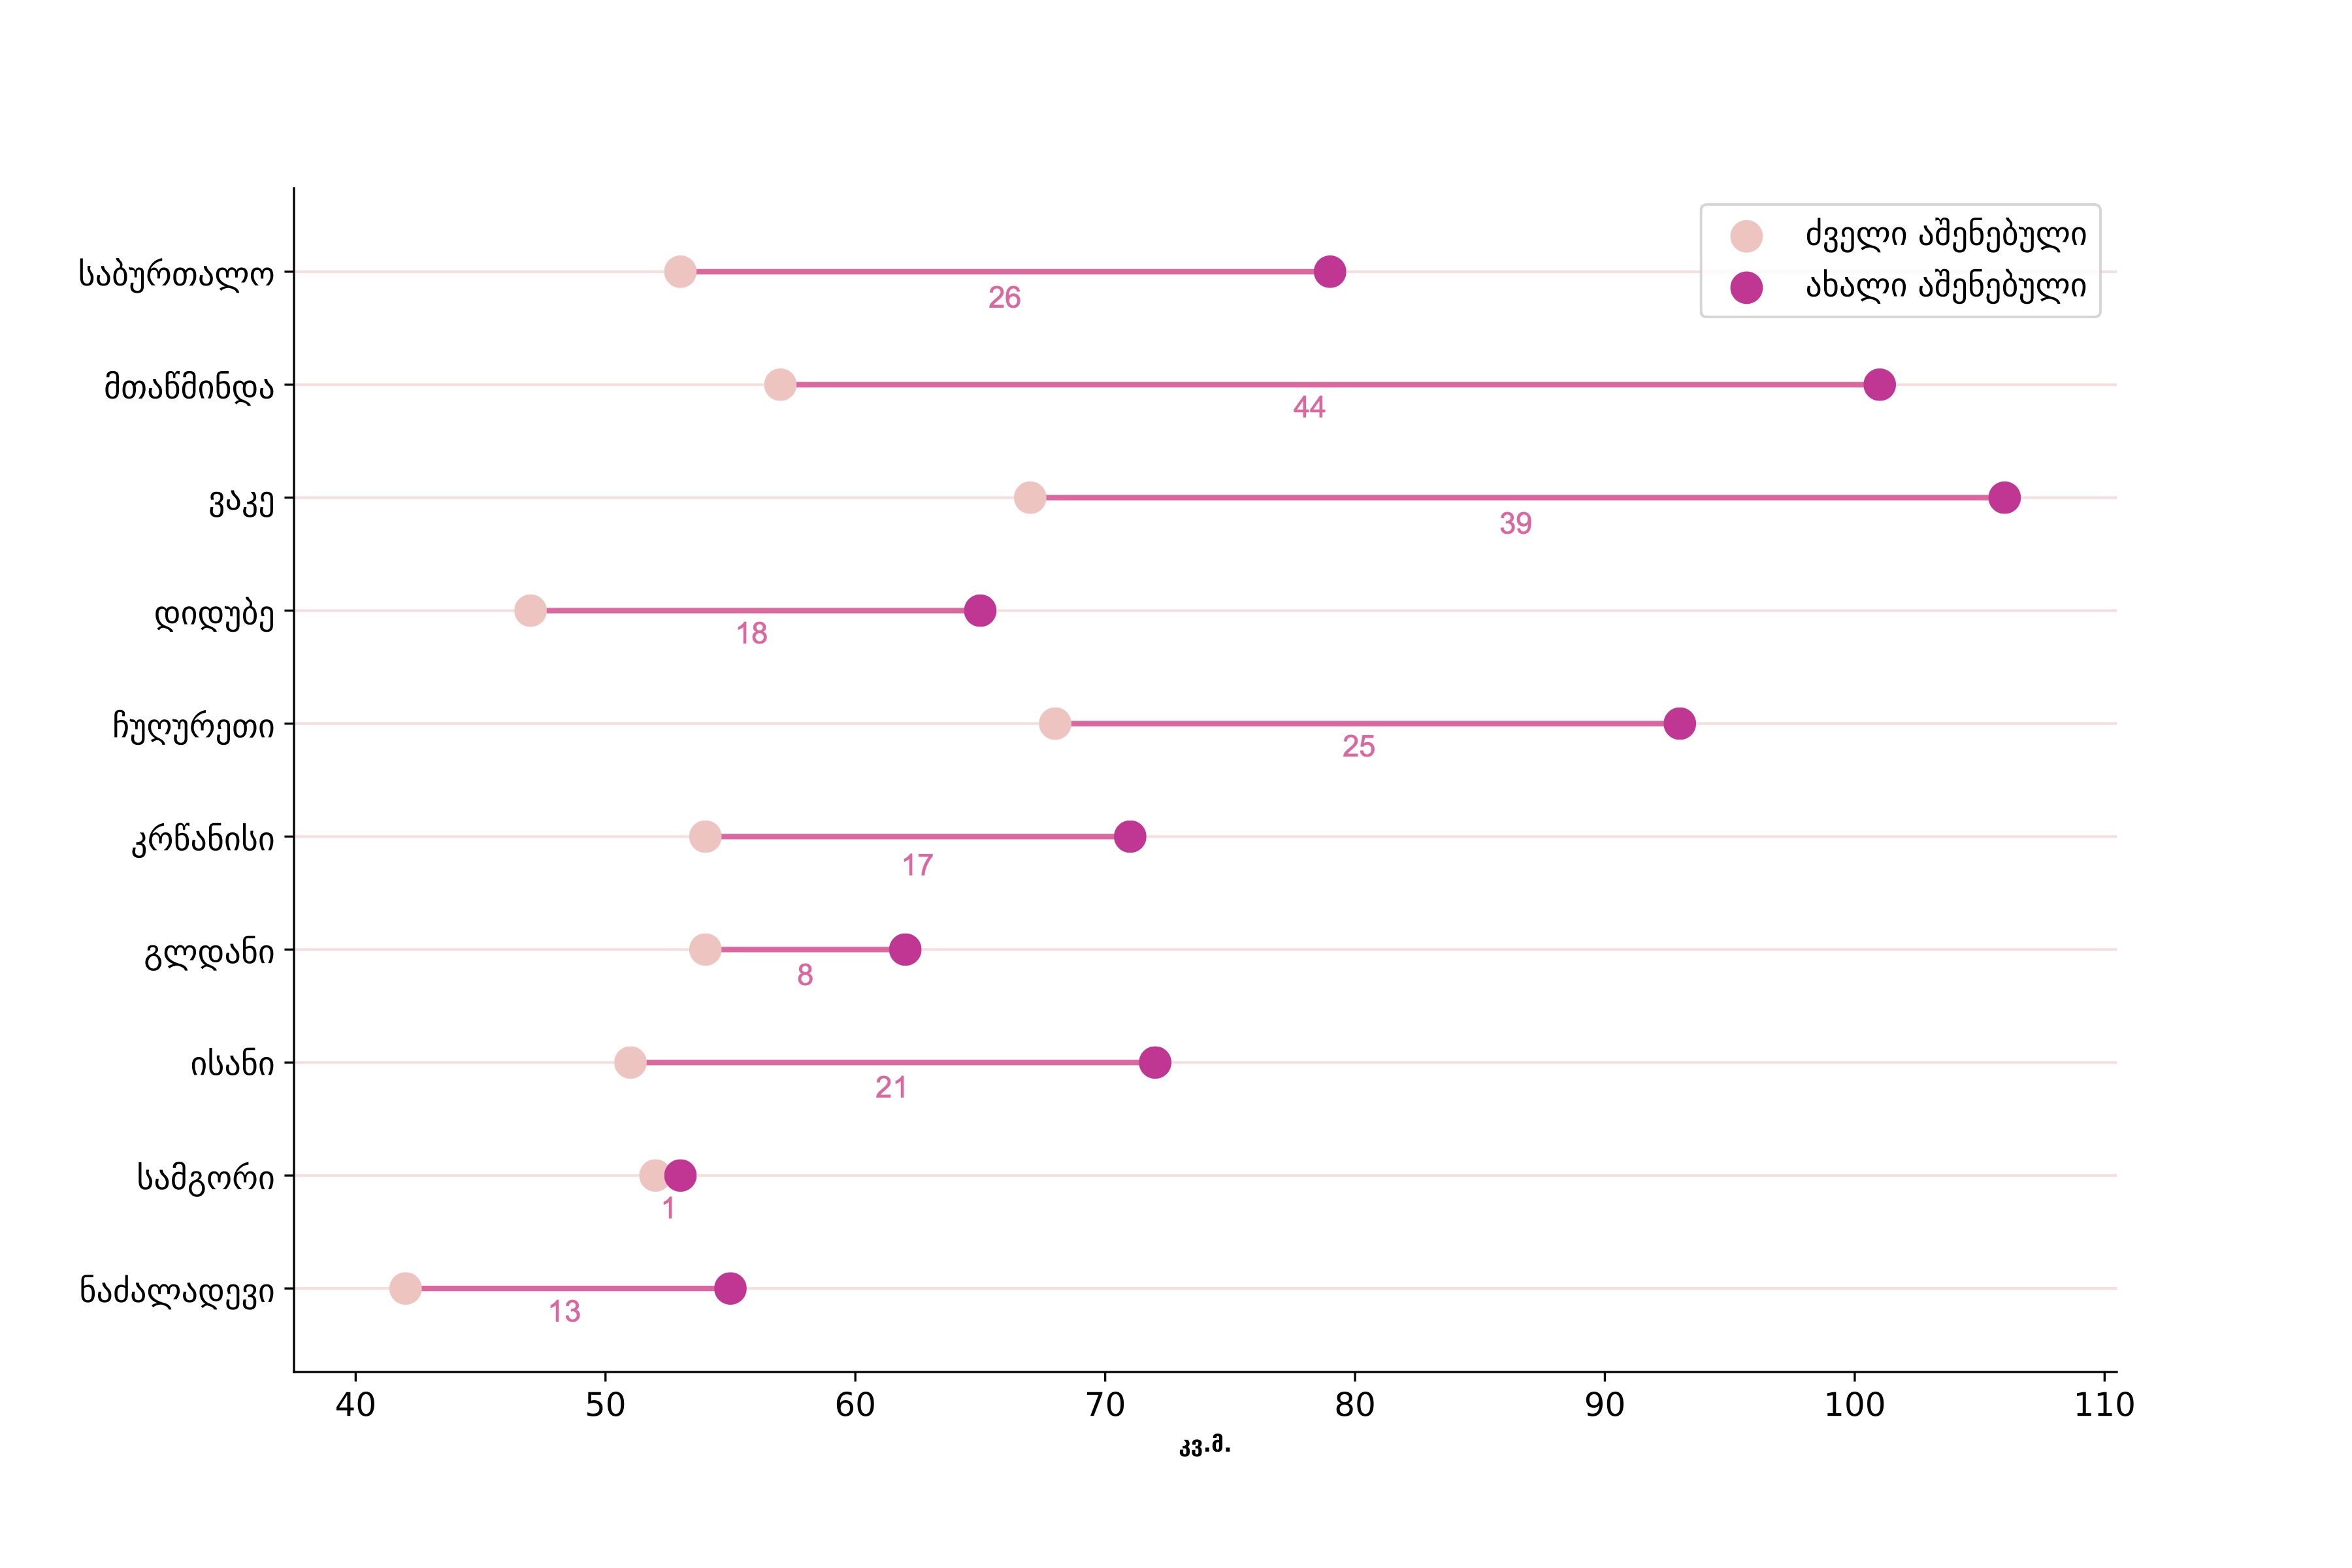 ძველი აშენებული
ახალი აშენებული
საბურთალო
26
მთაწმინდა
44
ვაკე
39
დიდუბე
18
ჩუღურეთი
25
კრწანისი
17
გლდანი
8
ისანი
21
სამგორი
1
ნაძალადევი
13
40 50 60 70 80 90 100 110
კვ.მ.